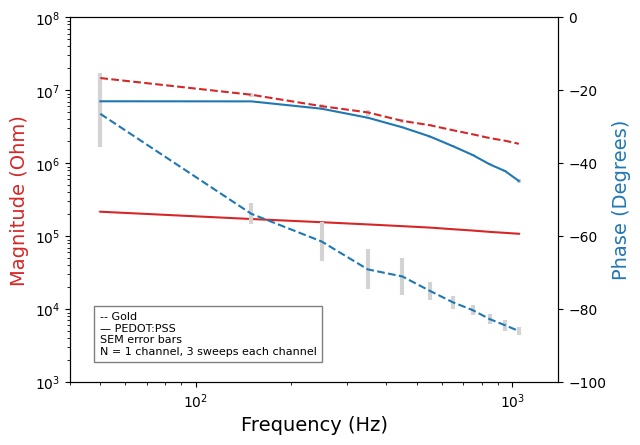 10^8
10^7
10^6
10^5
10^4
10^3
Magnitude (Ohm)
0
−20
−40
−60
−80
−100
Phase (Degrees)
-- Gold
— PEDOT:PSS
SEM error bars
N = 1 channel, 3 sweeps each channel
10^2
10^3
Frequency (Hz)